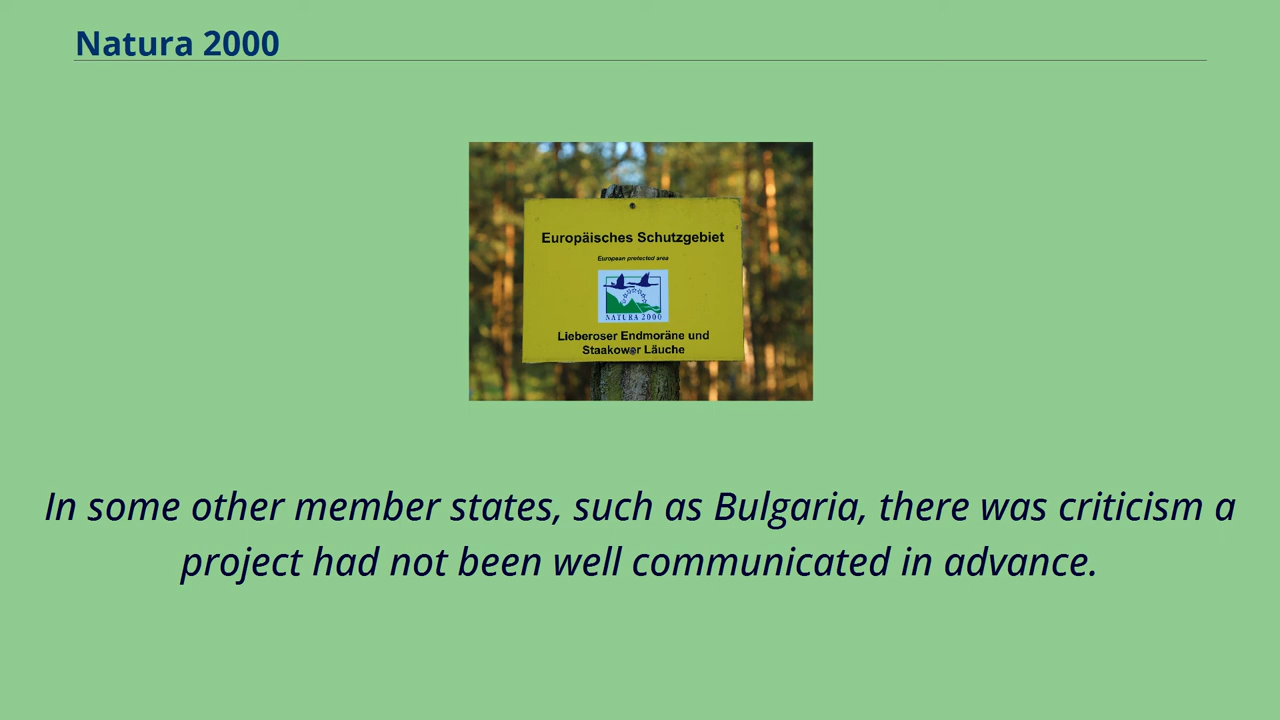 Natura 2000
Europäisches Schutzgebiet
European protected area
NATURA 2000
Lieberoser Endmoräne und
Staakower Läuche
In some other member states, such as Bulgaria, there was criticism a
project had not been well communicated in advance.